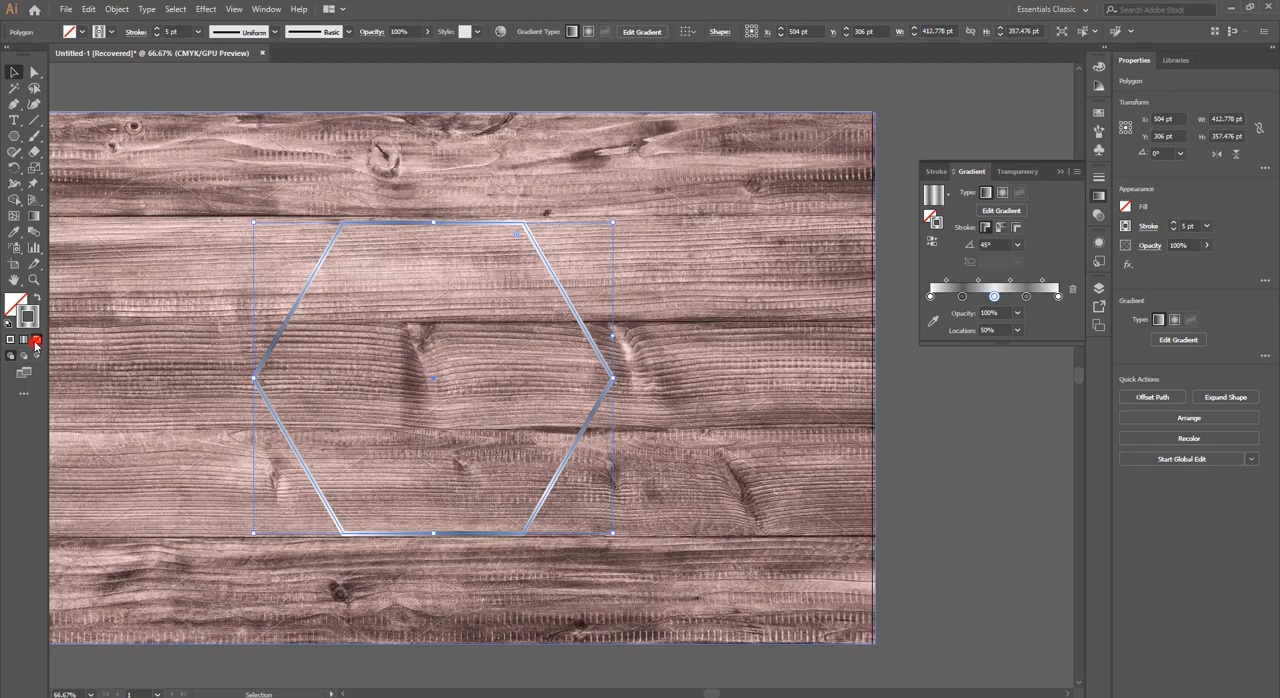 Ai File Edit Object Type Select Effect View Window Help Essentials Classic Search Adobe Stock
Polygon Stroke: 5 pt Uniform Basic Opacity: 100% Style: Gradient Type: Edit Gradient Shape: X: 504 pt Y: 306 pt W: 412.778 pt H: 357.476 pt
Untitled-1 [Recovered]* @ 66.67% (CMYK/GPU Preview) ×
Properties Libraries
Polygon
Transform
X: 504 pt W: 412.778 pt
Y: 306 pt H: 357.476 pt
0°
Appearance
Fill
Stroke 5 pt
Opacity 100%
fx.
Gradient
Type:
Edit Gradient
Quick Actions
Offset Path Expand Shape
Arrange
Recolor
Start Global Edit
Stroke Gradient Transparency
Type:
Edit Gradient
Stroke:
45°
Opacity: 100%
Location: 50%
66.67% 1 Selection